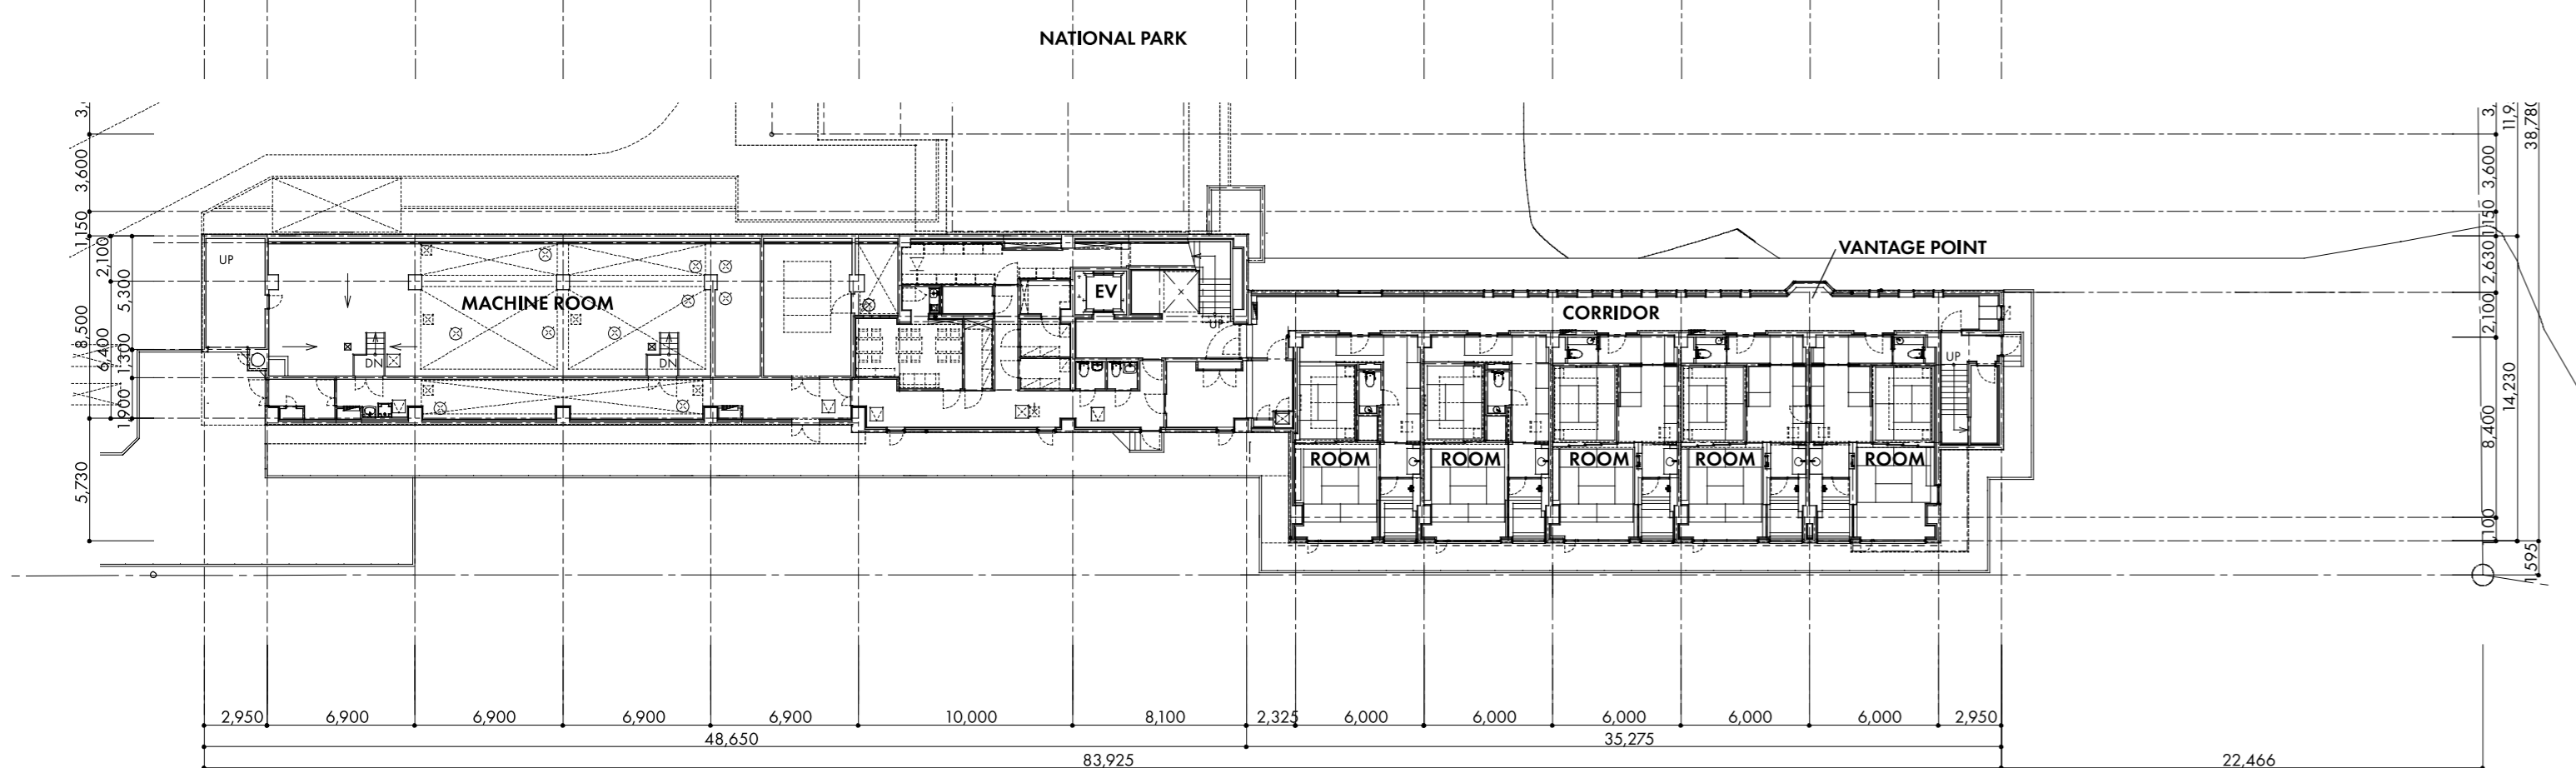 NATIONAL PARK
3,600
1,150
2,100
5,300
8,500
6,400
1,300
1,900
5,730
UP
MACHINE ROOM
DN
DN
EV
UP
VANTAGE POINT
CORRIDOR
UP
ROOM
ROOM
ROOM
ROOM
ROOM
38,780
3,600
2,630
2,100
14,230
8,400
1,595
2,950
6,900
6,900
6,900
6,900
10,000
8,100
2,325
6,000
6,000
6,000
6,000
6,000
2,950
48,650
35,275
83,925
22,466